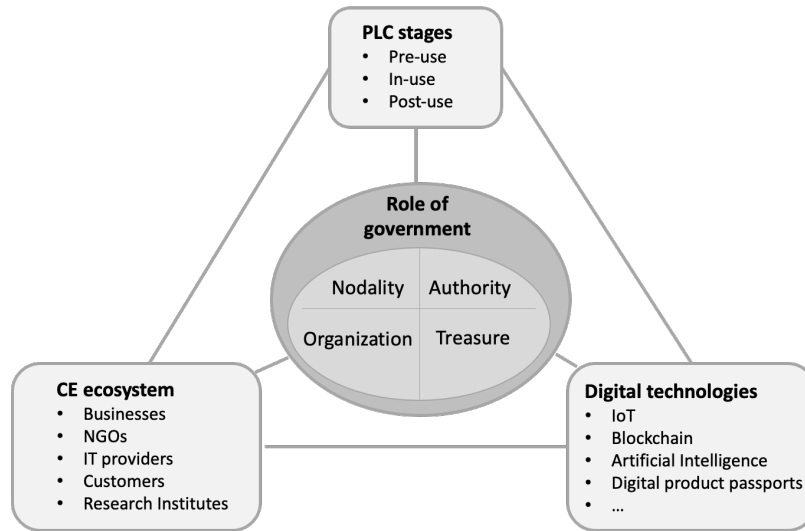 PLC stages
• Pre-use
• In-use
• Post-use
Role of
government
Nodality
Authority
Organization
Treasure
CE ecosystem
• Businesses
• NGOs
• IT providers
• Customers
• Research Institutes
Digital technologies
• IoT
• Blockchain
• Artificial Intelligence
• Digital product passports
• ...